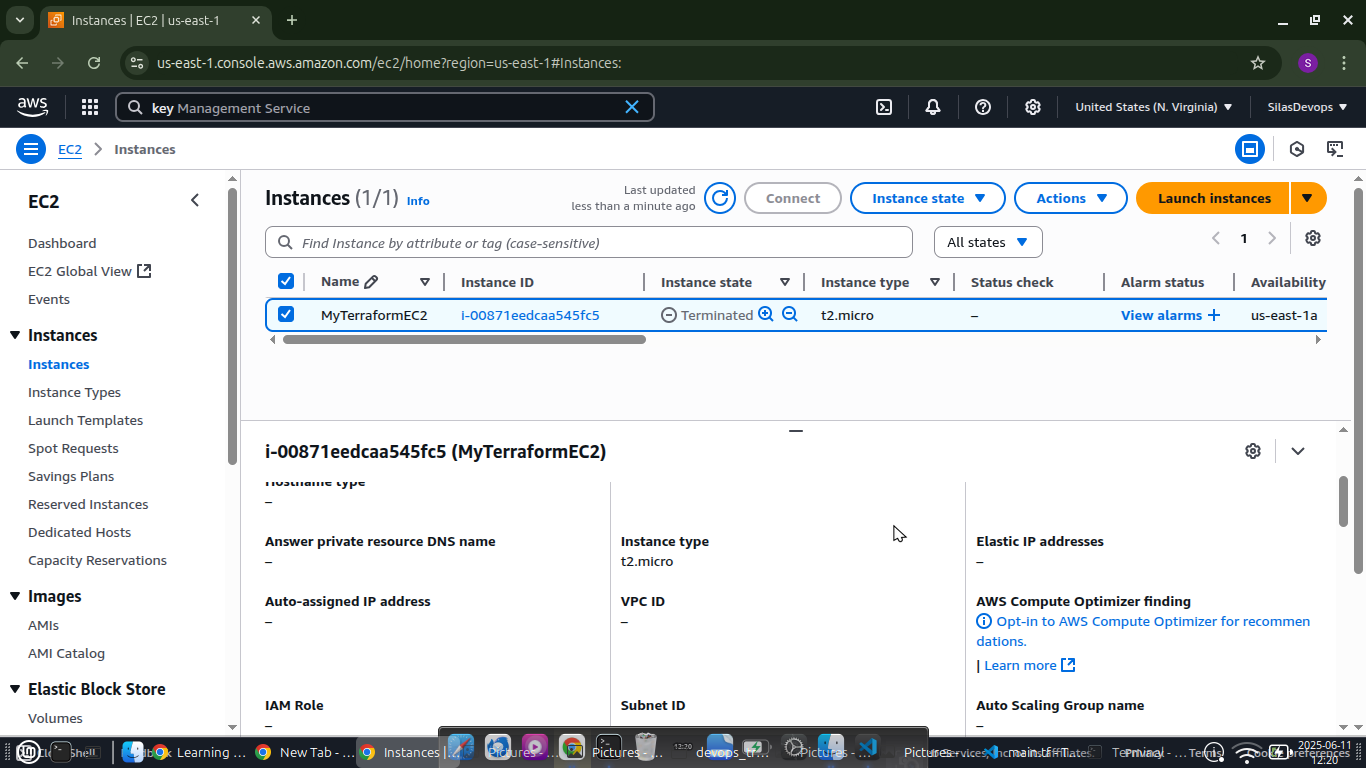 Instances | EC2 | us-east-1
us-east-1.console.aws.amazon.com/ec2/home?region=us-east-1#Instances:
S
aws
key Management Service
United States (N. Virginia)
SilasDevops
EC2
Instances
EC2
Dashboard
EC2 Global View
Events
Instances
Instances
Instance Types
Launch Templates
Spot Requests
Savings Plans
Reserved Instances
Dedicated Hosts
Capacity Reservations
Images
AMIs
AMI Catalog
Elastic Block Store
Volumes
Instances (1/1) Info
Last updated
less than a minute ago
Connect
Instance state
Actions
Launch instances
Find Instance by attribute or tag (case-sensitive)
All states
1
Name
Instance ID
Instance state
Instance type
Status check
Alarm status
Availability
MyTerraformEC2
i-00871eedcaa545fc5
Terminated
t2.micro
–
View alarms +
us-east-1a
i-00871eedcaa545fc5 (MyTerraformEC2)
Hostname type
–
Answer private resource DNS name
–
Instance type
t2.micro
Elastic IP addresses
–
Auto-assigned IP address
–
VPC ID
–
AWS Compute Optimizer finding
Opt-in to AWS Compute Optimizer for recommen
dations.
| Learn more
IAM Role
–
Subnet ID
Auto Scaling Group name
–
Learning ...
New Tab - ...
Instances | ...
12:20
Pictures - ...
devops_tr...
main.tf - ...
2025-06-11
12:20